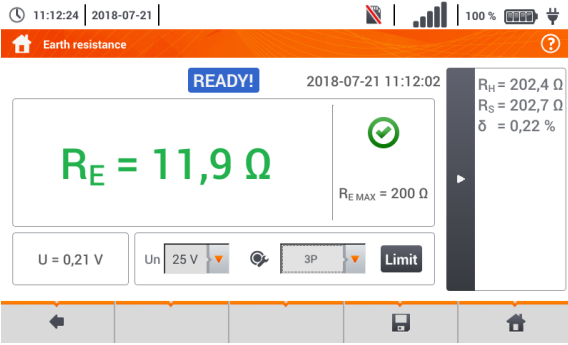 11:12:24 2018-07-21 100 %
Earth resistance ?
READY! 2018-07-21 11:12:02
RE = 11,9 Ω
RE MAX = 200 Ω
RH = 202,4 Ω
RS = 202,7 Ω
δ = 0,22 %
U = 0,21 V
Un 25 V 3P Limit